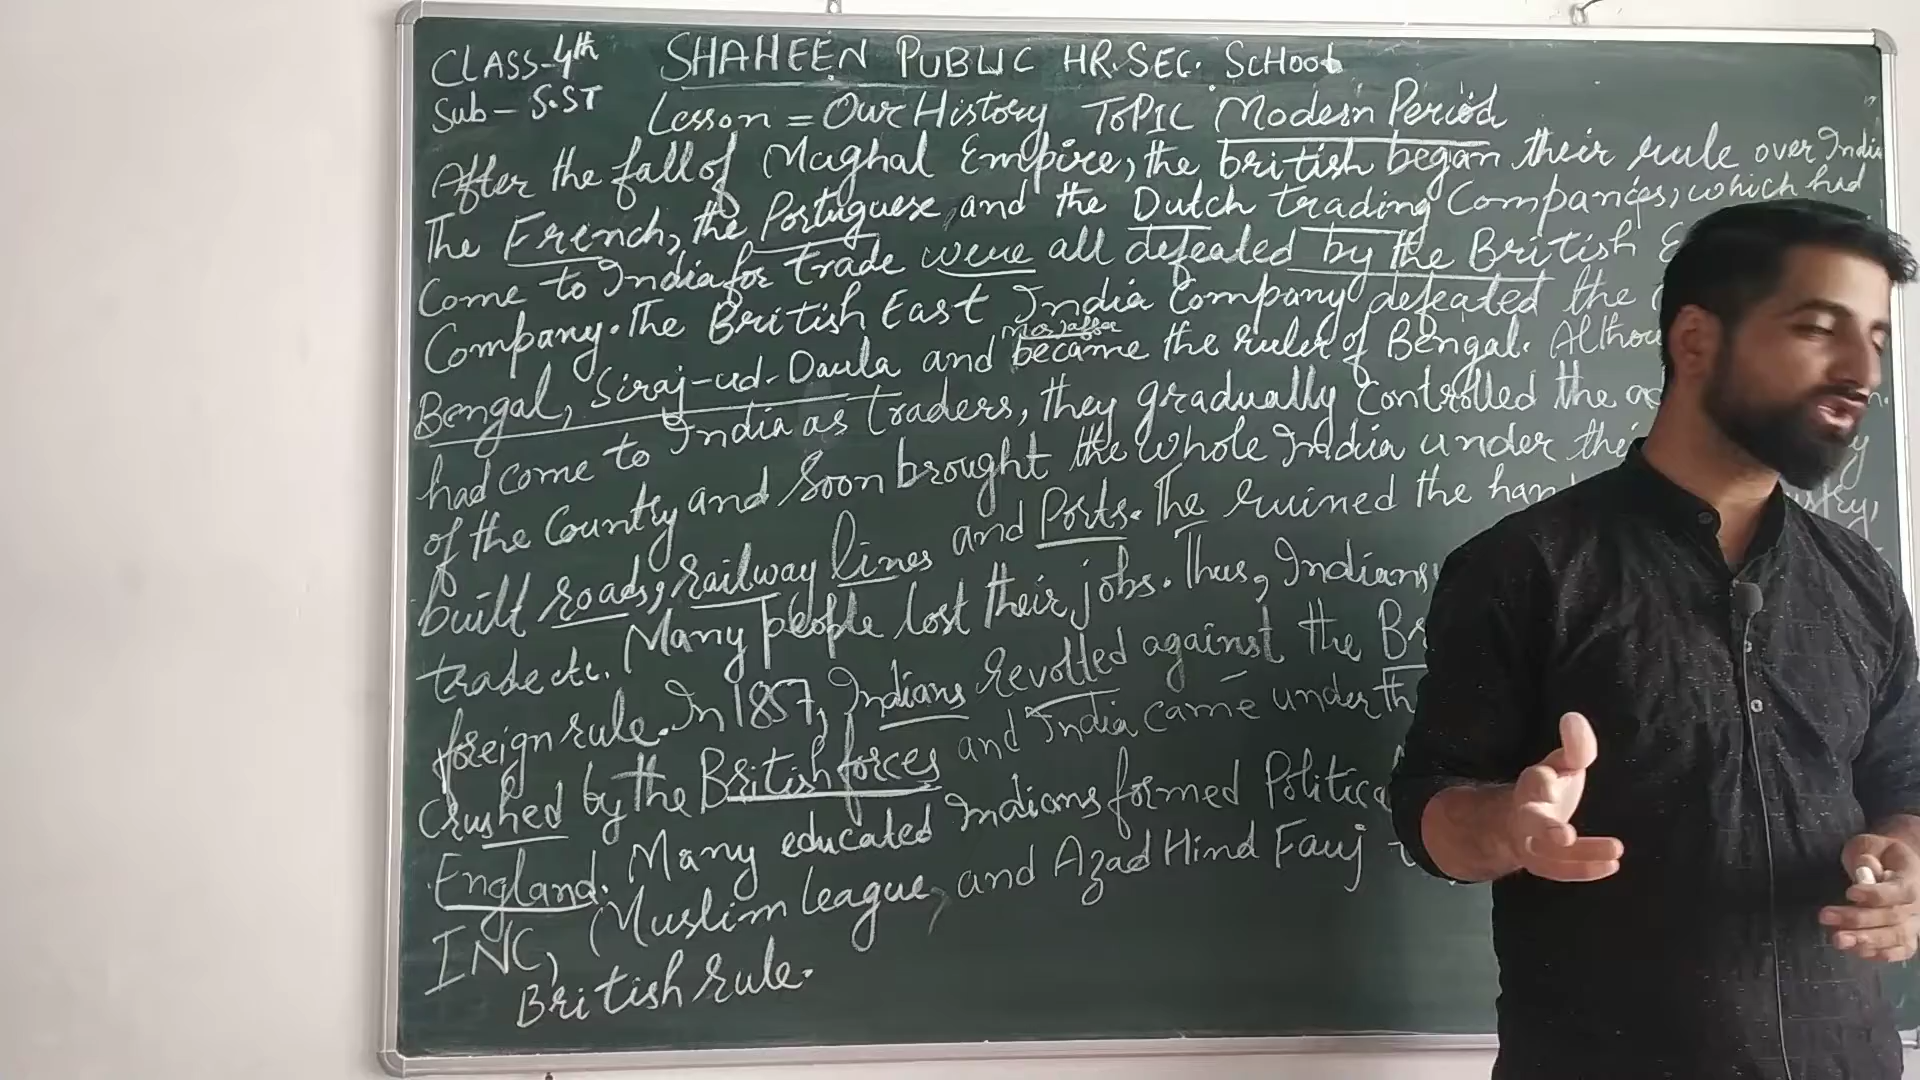 CLASS-4th SHAHEEN PUBLIC HR.SEC. SCHOOL
Sub- S.ST Lesson = Our History TOPIC Modern Period
After the fall of Mughal Empire, the british began their rule over India
The French, the Portuguese, and the Dutch trading Companies, which had
Come to India for trade were all defeated by the British E
Company. The British East India Company defeated the
Bengal, Siraj-ud-Daula and Mir Jaffer became the ruler of Bengal. Althou
had come to India as traders, they gradually Controlled the
of the Country and soon brought the whole India under the
built roads, railway lines and Ports. The ruined the han
trade etc. Many people lost their jobs. Thus, Indians
foreign rule. In 1857, Indians revolted against the Br
Crushed by the British forces and India came under th
England. Many educated Indians formed Political
INC, Muslim league, and Azad Hind Fauj t
British rule.